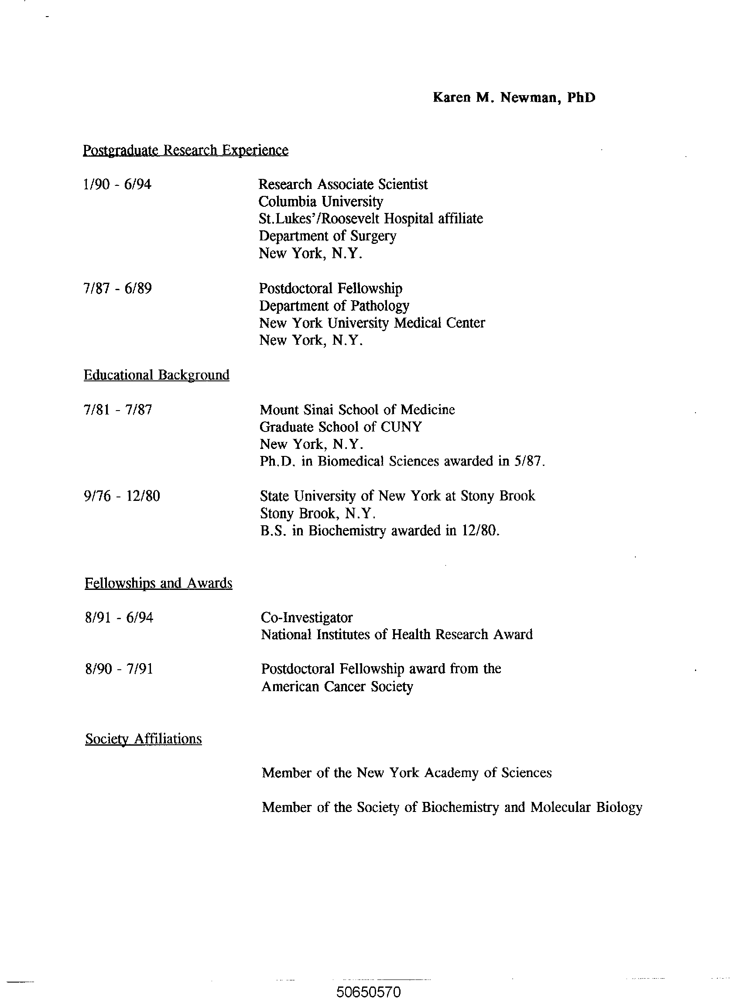 Karen M. Newman, PhD
Postgraduate Research Experience
1/90 - 6/94 Research Associate Scientist
Columbia University
St.Lukes'/Roosevelt Hospital affiliate
Department of Surgery
New York, N.Y.
7/87 - 6/89 Postdoctoral Fellowship
Department of Pathology
New York University Medical Center
New York, N.Y.
Educational Background
7/81 - 7/87 Mount Sinai School of Medicine
Graduate School of CUNY
New York, N.Y.
Ph.D. in Biomedical Sciences awarded in 5/87.
9/76 - 12/80 State University of New York at Stony Brook
Stony Brook, N.Y.
B.S. in Biochemistry awarded in 12/80.
Fellowships and Awards
8/91 - 6/94 Co-Investigator
National Institutes of Health Research Award
8/90 - 7/91 Postdoctoral Fellowship award from the
American Cancer Society
Society Affiliations
Member of the New York Academy of Sciences
Member of the Society of Biochemistry and Molecular Biology
50650570